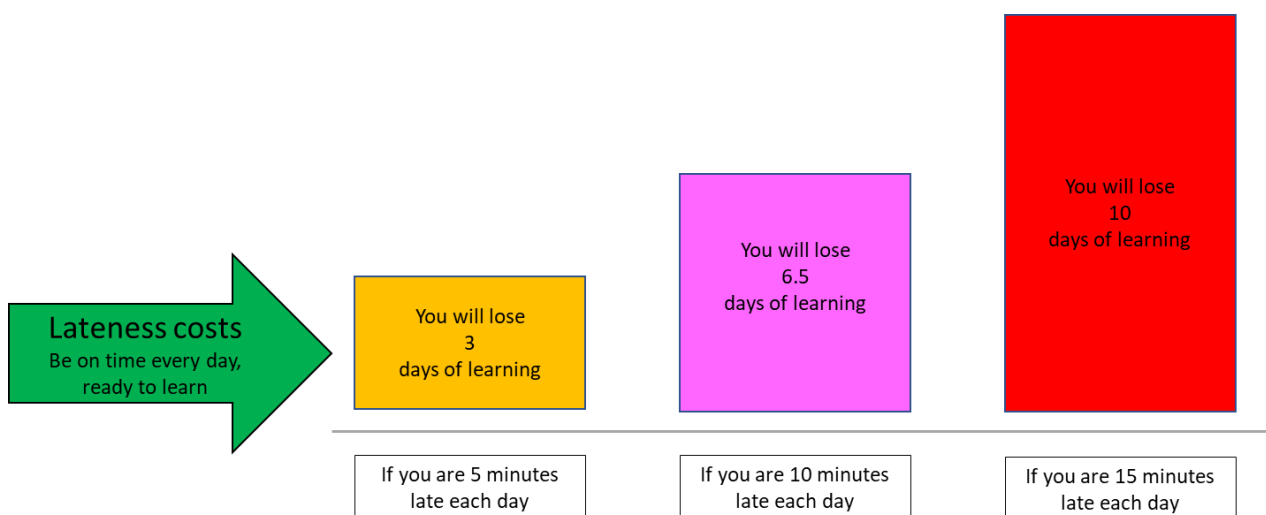 Lateness costs
Be on time every day,
ready to learn
You will lose
3
days of learning
If you are 5 minutes
late each day
You will lose
6.5
days of learning
If you are 10 minutes
late each day
You will lose
10
days of learning
If you are 15 minutes
late each day